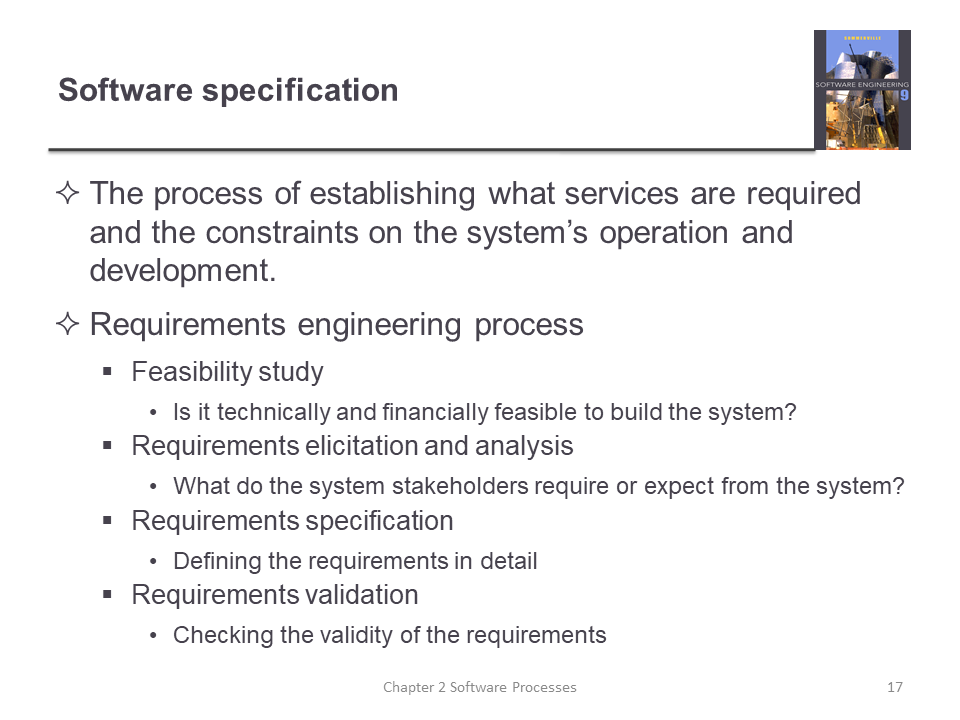 Software specification
SOMMERVILLE
SOFTWARE ENGINEERING
9
✧ The process of establishing what services are required
and the constraints on the system’s operation and
development.
✧ Requirements engineering process
▪ Feasibility study
• Is it technically and financially feasible to build the system?
▪ Requirements elicitation and analysis
• What do the system stakeholders require or expect from the system?
▪ Requirements specification
• Defining the requirements in detail
▪ Requirements validation
• Checking the validity of the requirements
Chapter 2 Software Processes
17